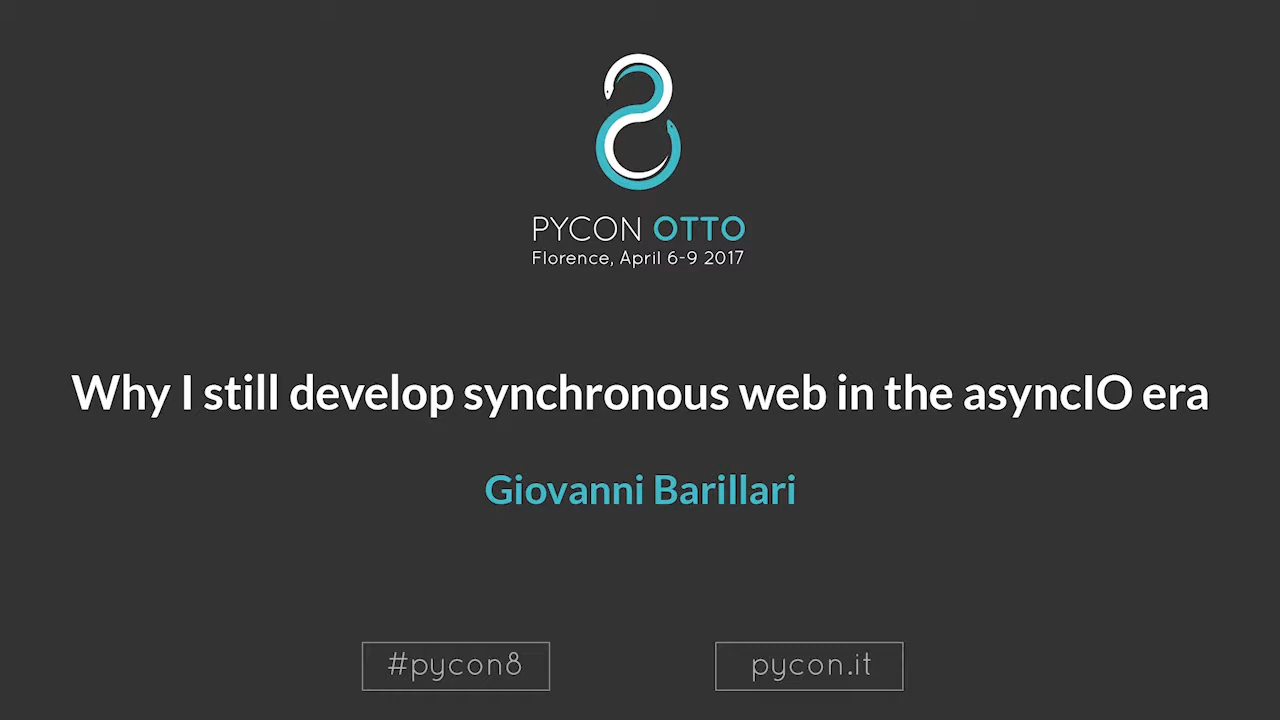 PYCON OTTO
Florence, April 6-9 2017
Why I still develop synchronous web in the asyncIO era
Giovanni Barillari
#pycon8
pycon.it